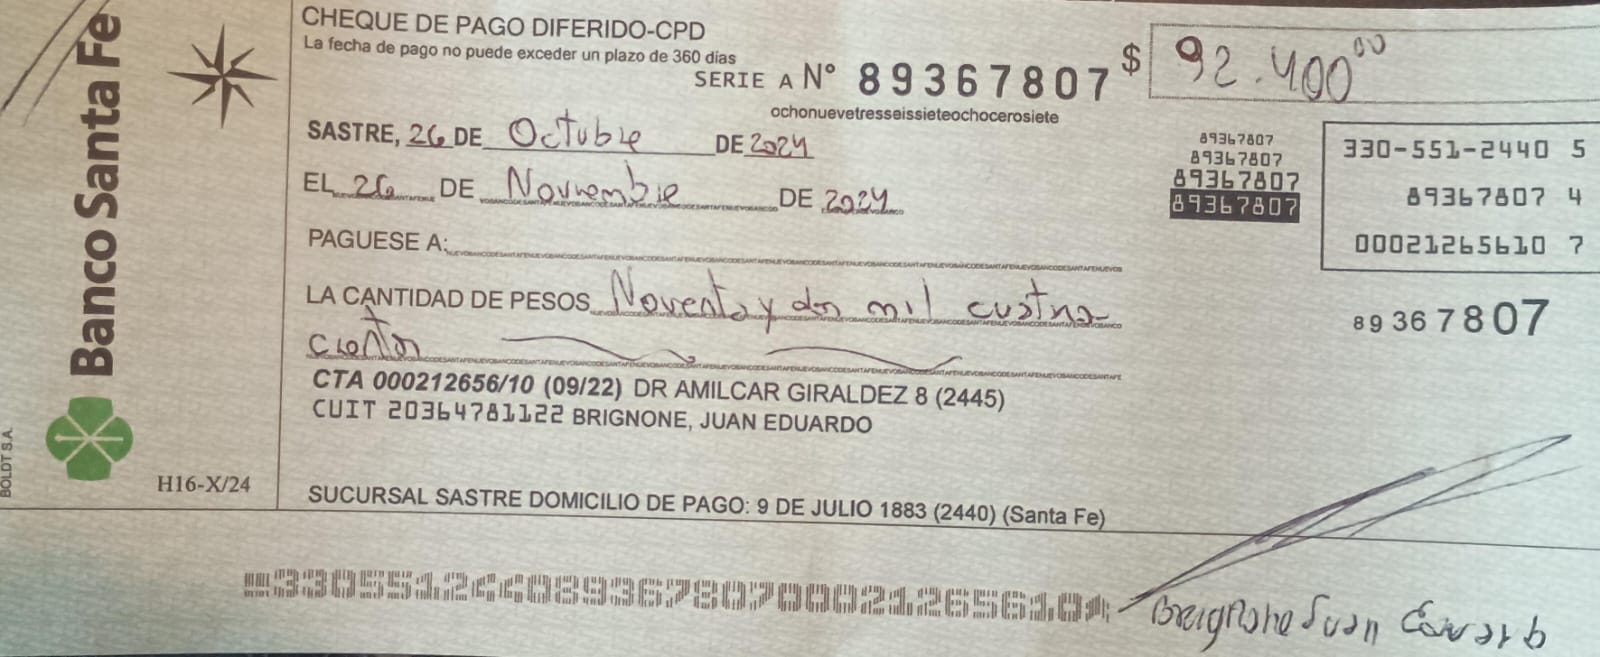 Banco Santa Fe
BOLDT S.A.
H16-X/24
CHEQUE DE PAGO DIFERIDO-CPD
La fecha de pago no puede exceder un plazo de 360 días
SERIE A N° 89367807
ochonuevetresseissieteochocerosiete
$ 92.400⁰⁰
SASTRE, 26 DE Octubre DE 2024
EL 26 DE Noviembre DE 2024
PAGUESE A:
LA CANTIDAD DE PESOS Noventa y dos mil cuatro-
cientos
CTA 000212656/10 (09/22) DR AMILCAR GIRALDEZ 8 (2445)
CUIT 20364781122 BRIGNONE, JUAN EDUARDO
SUCURSAL SASTRE DOMICILIO DE PAGO: 9 DE JULIO 1883 (2440) (Santa Fe)
89367807
89367807
89367807
89367807
330-551-2440 5
89367807 4
00021265610 7
89367807
33055124408936780700021265610
Brignone Juan Eduardo